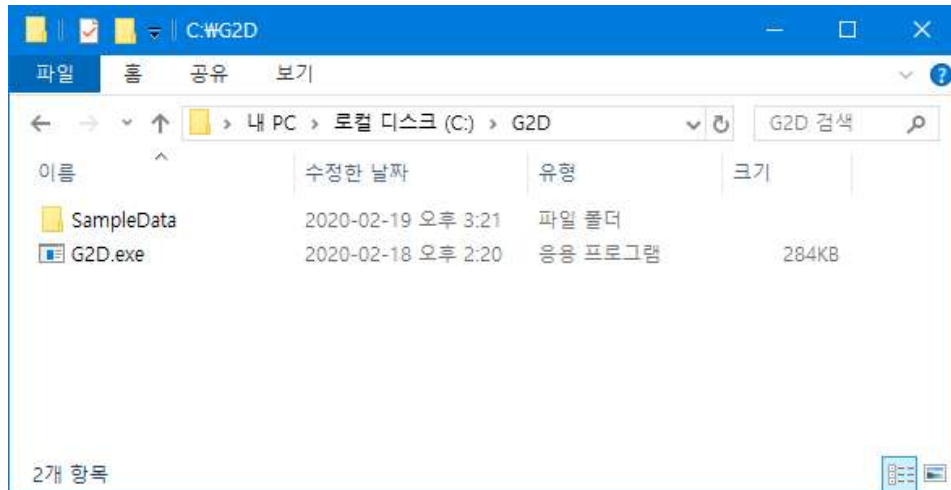 C:₩G2D
파일 홈 공유 보기
내 PC > 로컬 디스크 (C:) > G2D G2D 검색
이름 수정한 날짜 유형 크기
SampleData 2020-02-19 오후 3:21 파일 폴더
G2D.exe 2020-02-18 오후 2:20 응용 프로그램 284KB
2개 항목